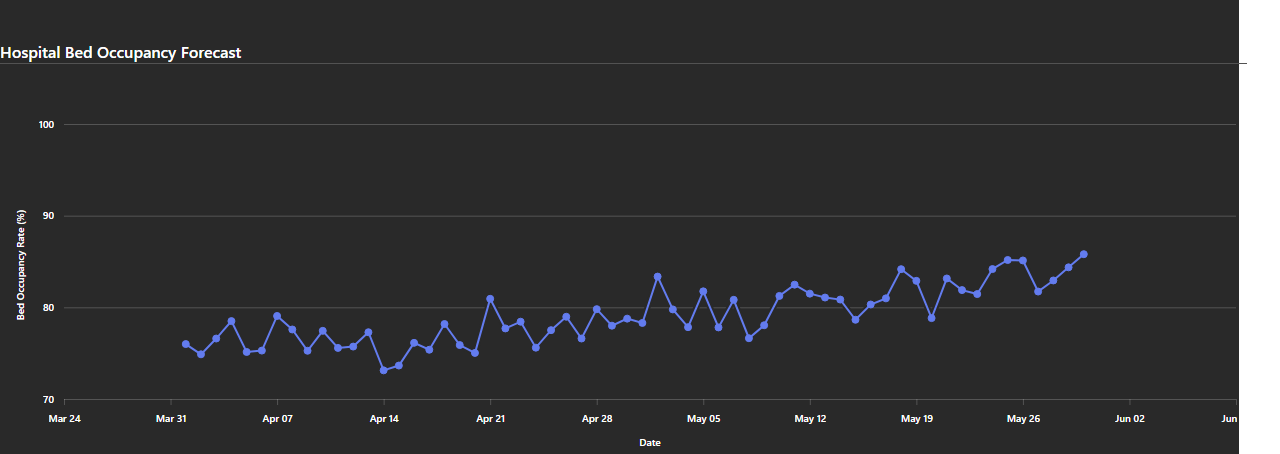 Hospital Bed Occupancy Forecast
100
90
80
70
Bed Occupancy Rate (%)
Mar 24 Mar 31 Apr 07 Apr 14 Apr 21 Apr 28 May 05 May 12 May 19 May 26 Jun 02 Jun
Date